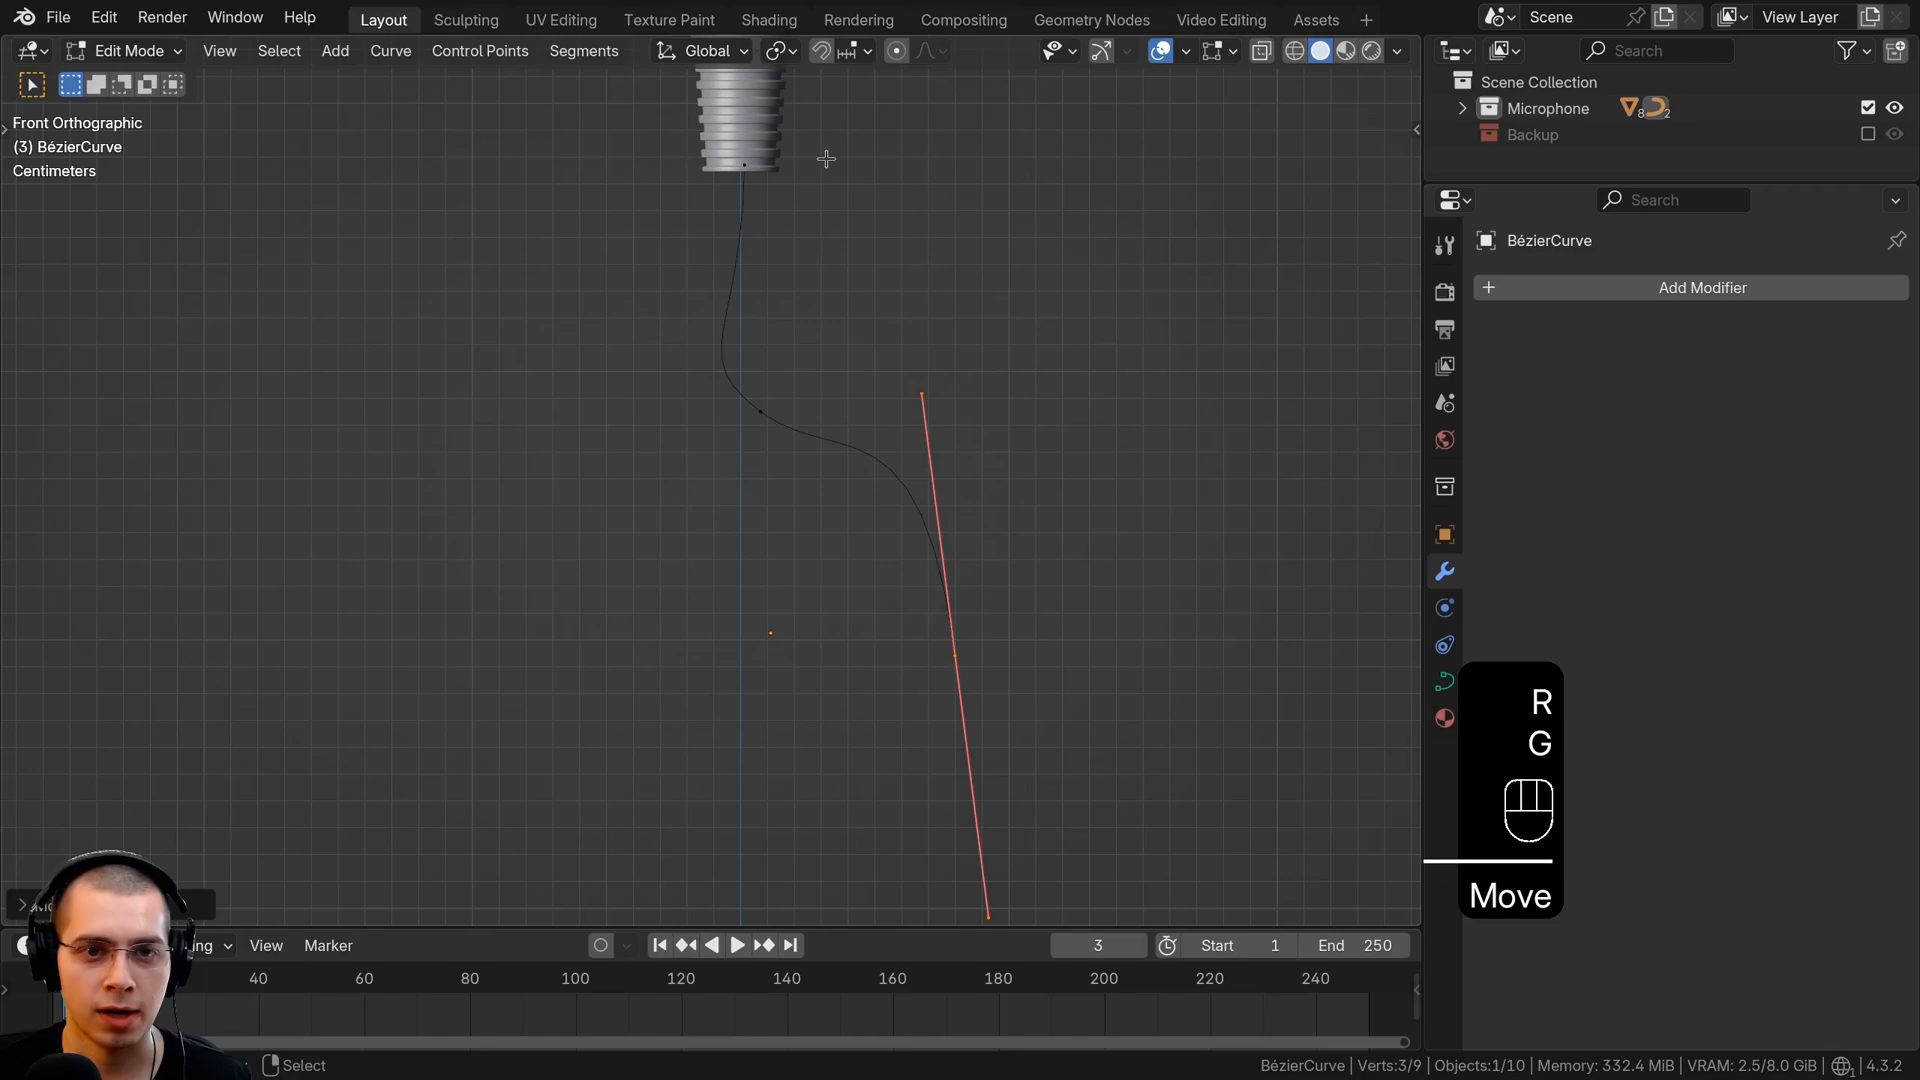 File Edit Render Window Help Layout Sculpting UV Editing Texture Paint Shading Rendering Compositing Geometry Nodes Video Editing Assets + Scene View Layer
Edit Mode View Select Add Curve Control Points Segments Global Search
Scene Collection
Microphone 8 2
Backup
Front Orthographic
(3) BézierCurve
Centimeters
Search
BézierCurve
+ Add Modifier
R
G
Move
View Marker 3 Start 1 End 250
40 60 80 100 120 140 160 180 200 220 240
Select BézierCurve | Verts:3/9 | Objects:1/10 | Memory: 332.4 MiB | VRAM: 2.5/8.0 GiB | 4.3.2